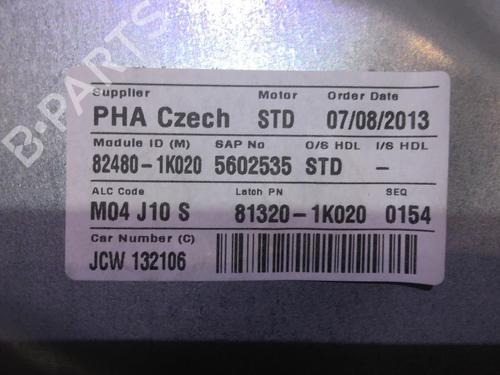 Supplier Motor Order Date
PHA Czech STD 07/08/2013
Module ID (M) SAP No O/S HDL I/S HDL
82480-1K020 5602535 STD -
ALC Code Latch PN SEQ
M04 J10 S 81320-1K020 0154
Car Number (C)
JCW 132106
B-PARTS